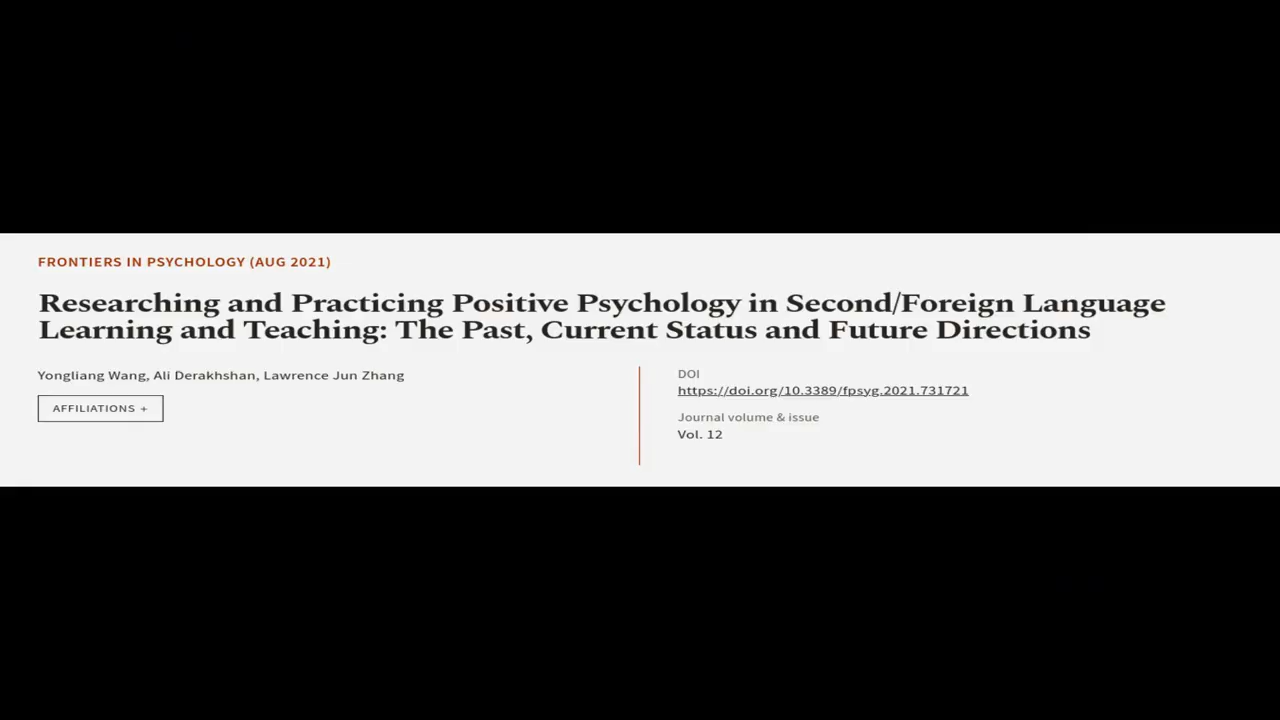 FRONTIERS IN PSYCHOLOGY (AUG 2021)
Researching and Practicing Positive Psychology in Second/Foreign Language
Learning and Teaching: The Past, Current Status and Future Directions
Yongliang Wang, Ali Derakhshan, Lawrence Jun Zhang
AFFILIATIONS +
DOI
https://doi.org/10.3389/fpsyg.2021.731721
Journal volume & issue
Vol. 12